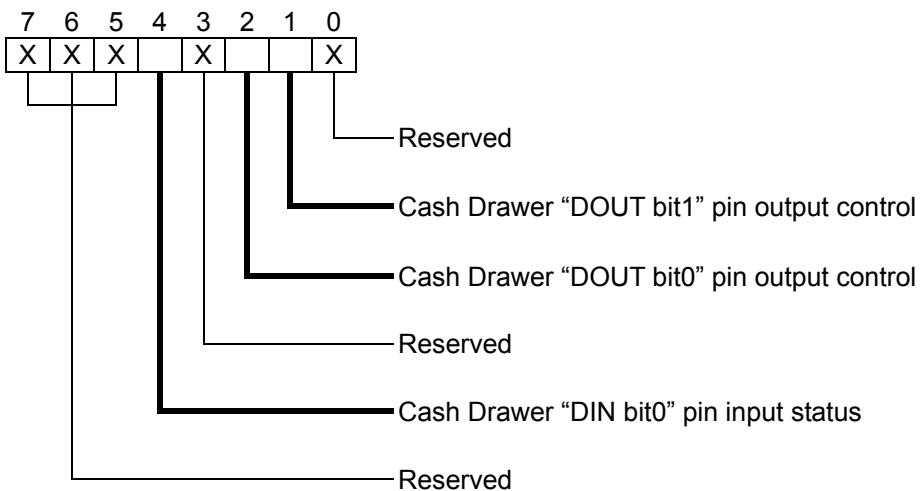 7 6 5 4 3 2 1 0
X X X X X
Reserved
Cash Drawer “DOUT bit1” pin output control
Cash Drawer “DOUT bit0” pin output control
Reserved
Cash Drawer “DIN bit0” pin input status
Reserved